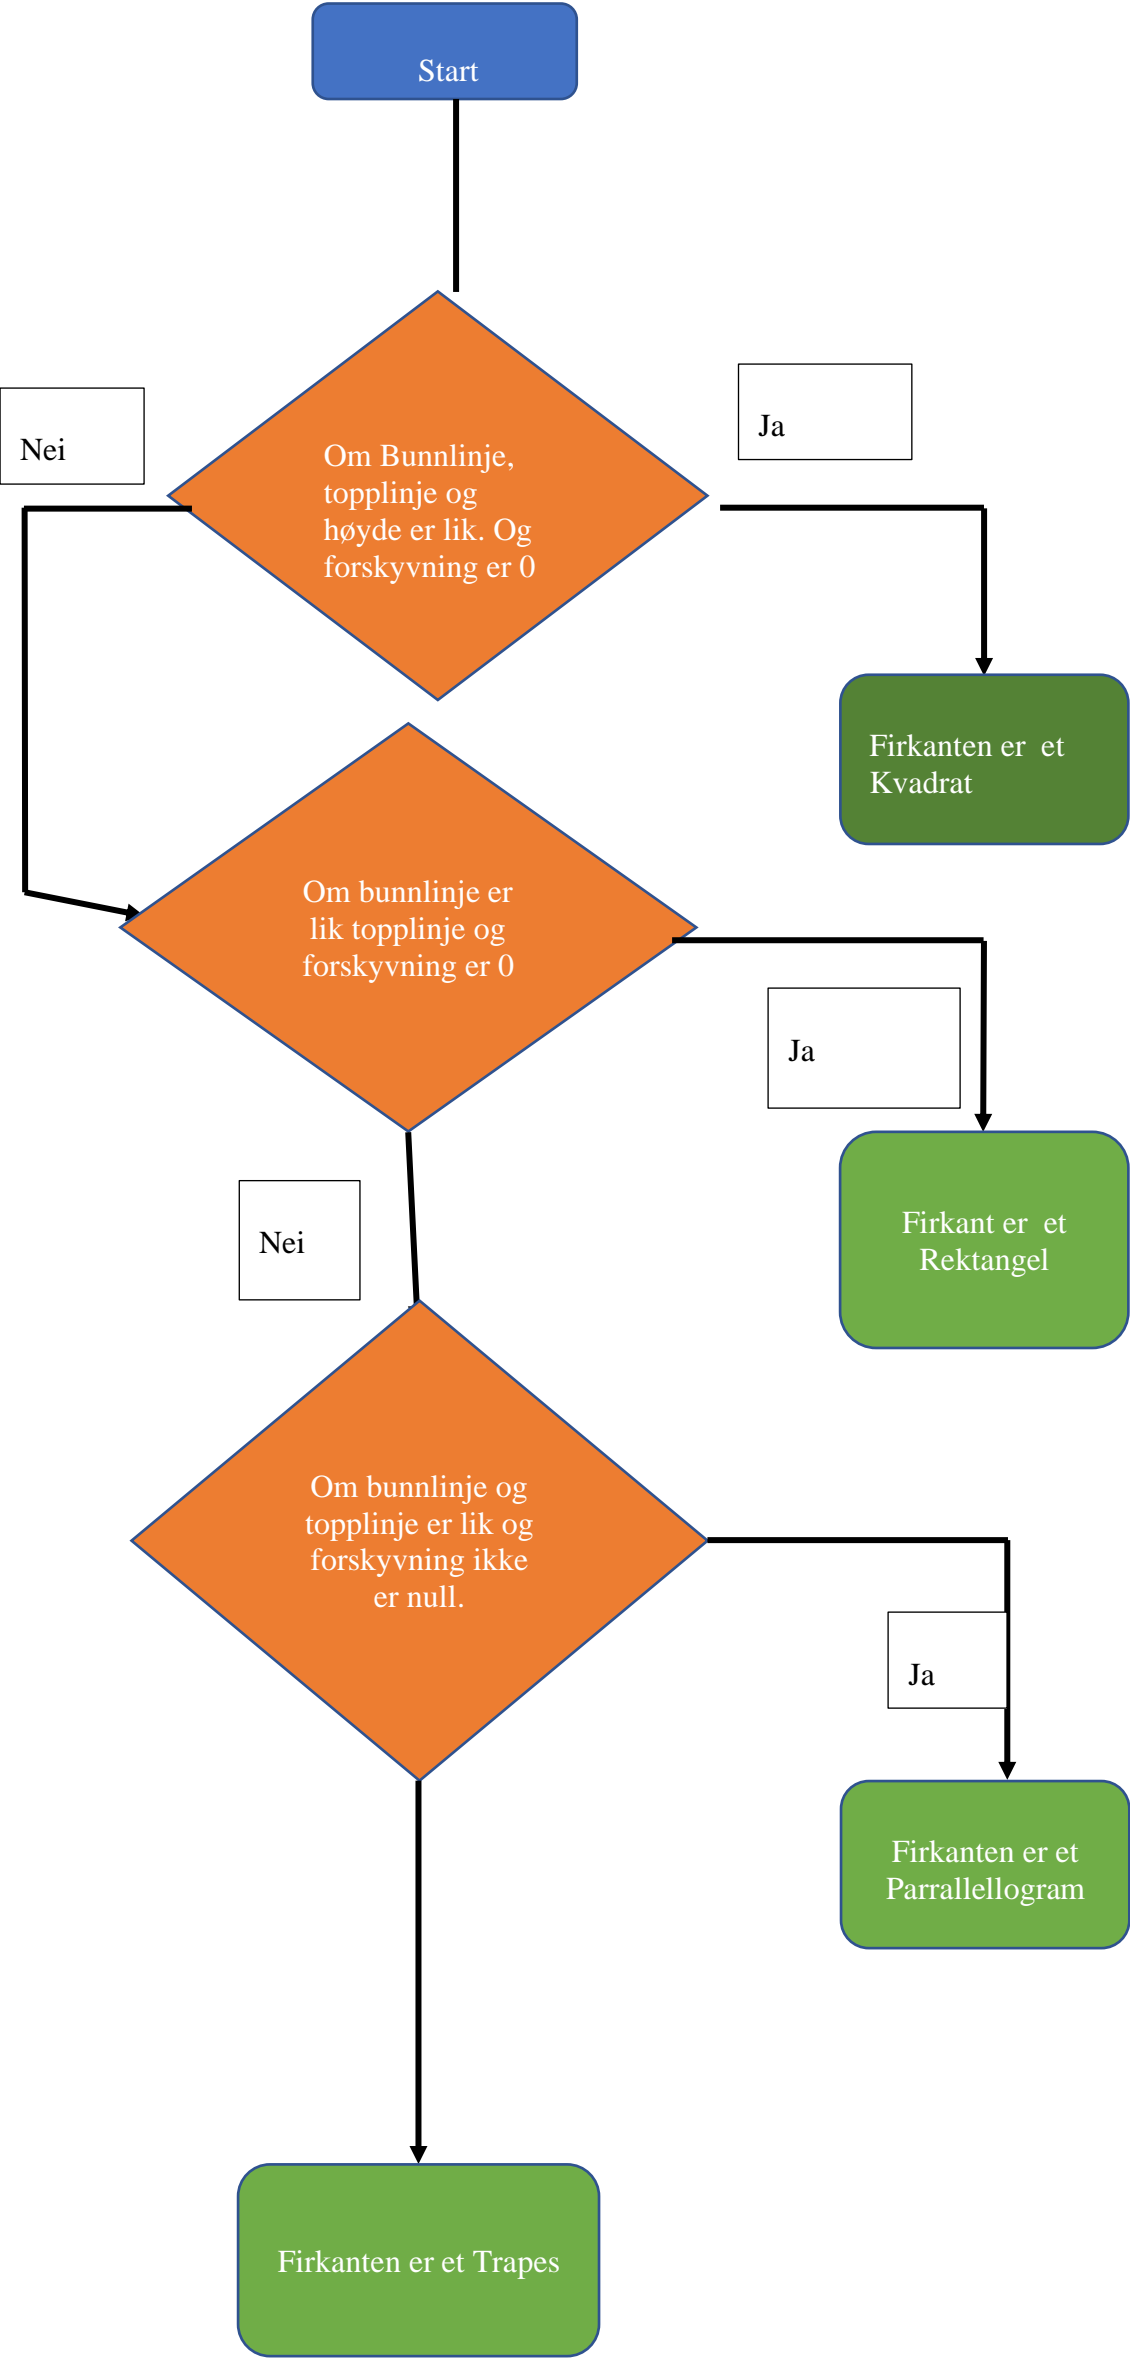 Start
Nei
Ja
Om Bunnlinje,
topplinje og
høyde er lik. Og
forskyvning er 0
Firkanten er  et
Kvadrat
Om bunnlinje er
lik topplinje og
forskyvning er 0
Ja
Nei
Firkant er  et
Rektangel
Om bunnlinje og
topplinje er lik og
forskyvning ikke
er null.
Ja
Firkanten er et
Parrallellogram
Firkanten er et Trapes